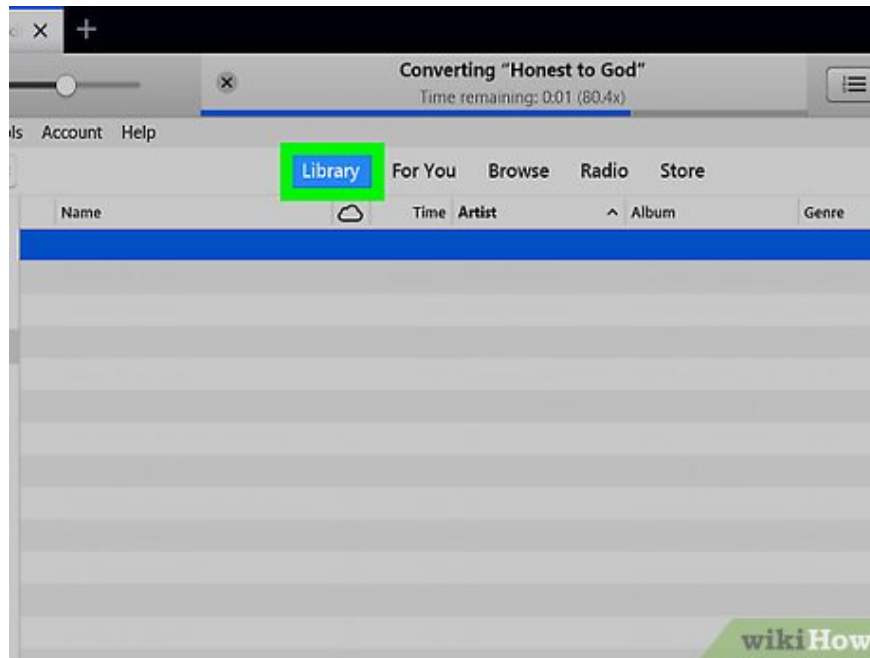 Converting "Honest to God"
Time remaining: 0:01 (80.4x)
Account Help
Library For You Browse Radio Store
Name Time Artist Album Genre
wikiHow